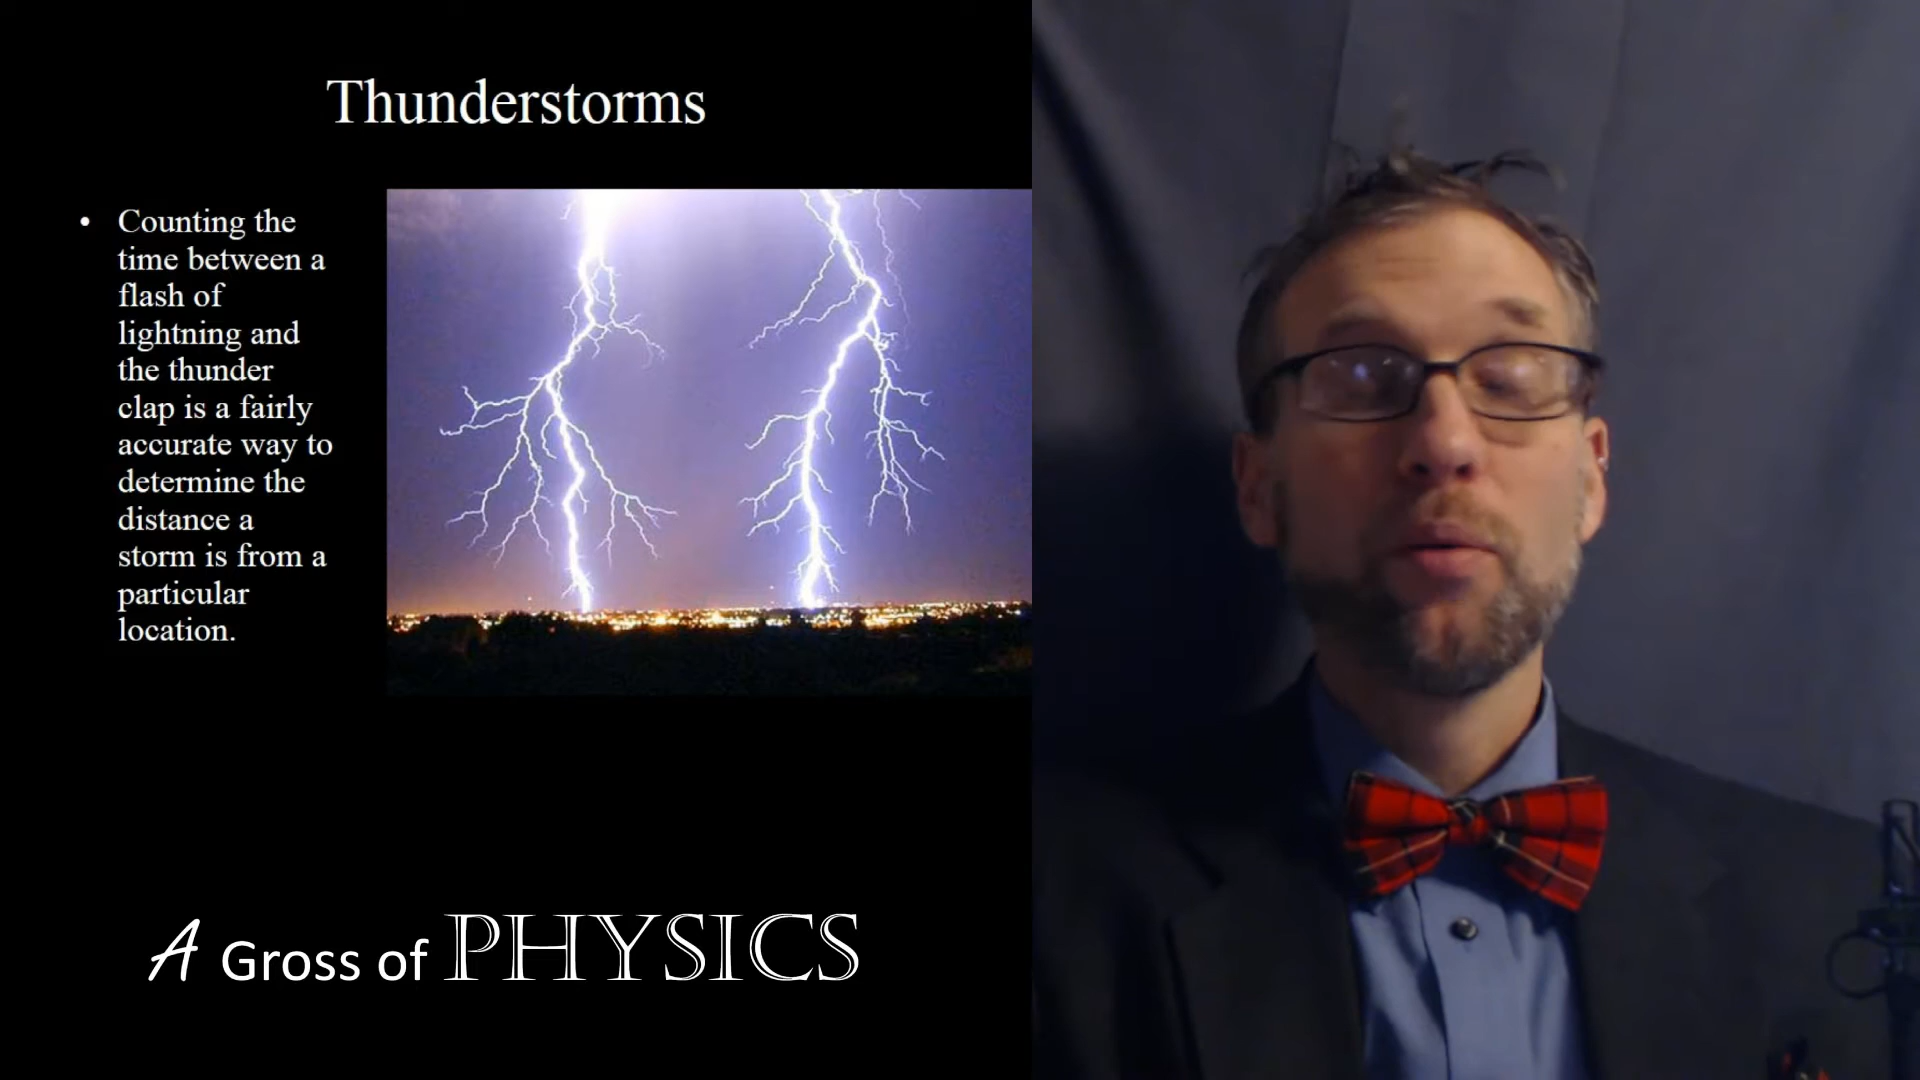 Thunderstorms
• Counting the
time between a
flash of
lightning and
the thunder
clap is a fairly
accurate way to
determine the
distance a
storm is from a
particular
location.
A Gross of PHYSICS